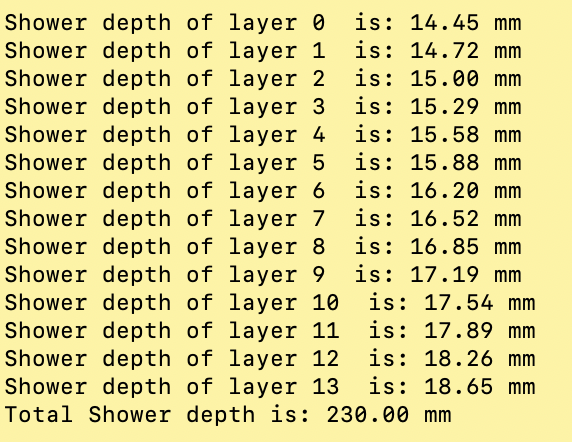 Shower depth of layer 0  is: 14.45 mm
Shower depth of layer 1  is: 14.72 mm
Shower depth of layer 2  is: 15.00 mm
Shower depth of layer 3  is: 15.29 mm
Shower depth of layer 4  is: 15.58 mm
Shower depth of layer 5  is: 15.88 mm
Shower depth of layer 6  is: 16.20 mm
Shower depth of layer 7  is: 16.52 mm
Shower depth of layer 8  is: 16.85 mm
Shower depth of layer 9  is: 17.19 mm
Shower depth of layer 10  is: 17.54 mm
Shower depth of layer 11  is: 17.89 mm
Shower depth of layer 12  is: 18.26 mm
Shower depth of layer 13  is: 18.65 mm
Total Shower depth is: 230.00 mm